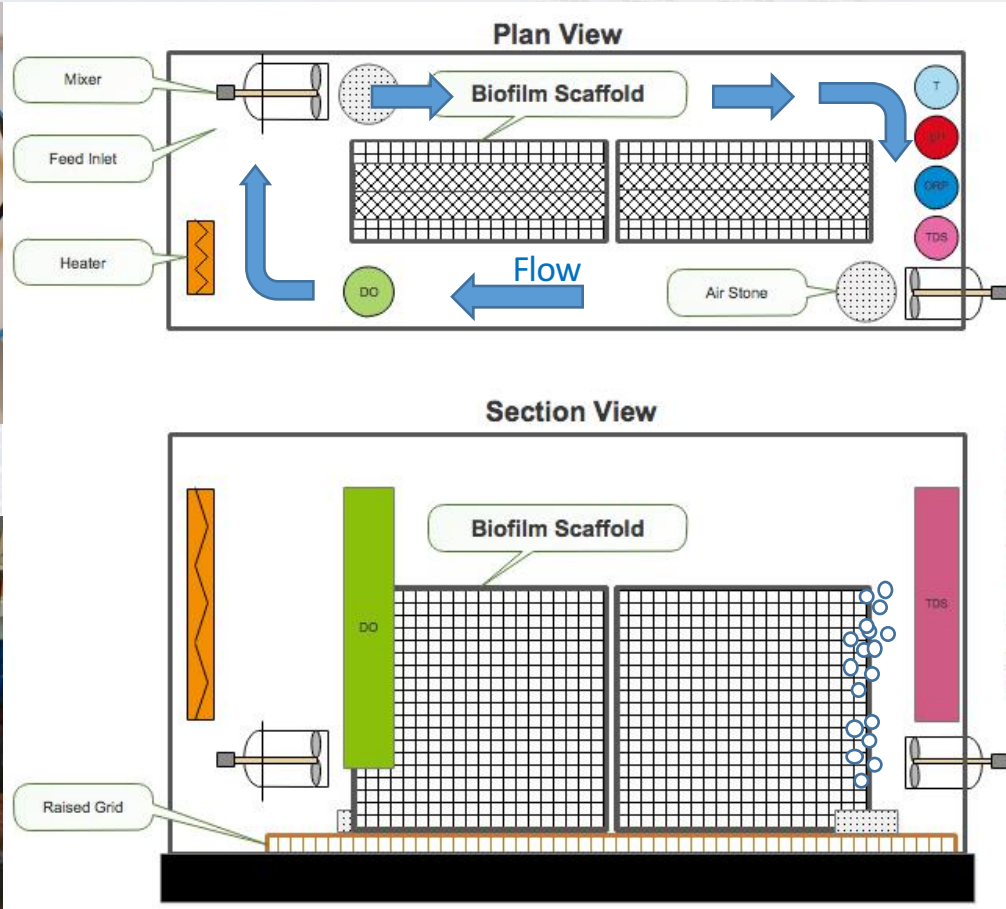 Plan View
Mixer
Biofilm Scaffold
T
pH
Feed Inlet
ORP
TDS
Heater
Flow
DO
Air Stone
Section View
Biofilm Scaffold
DO
TDS
Raised Grid